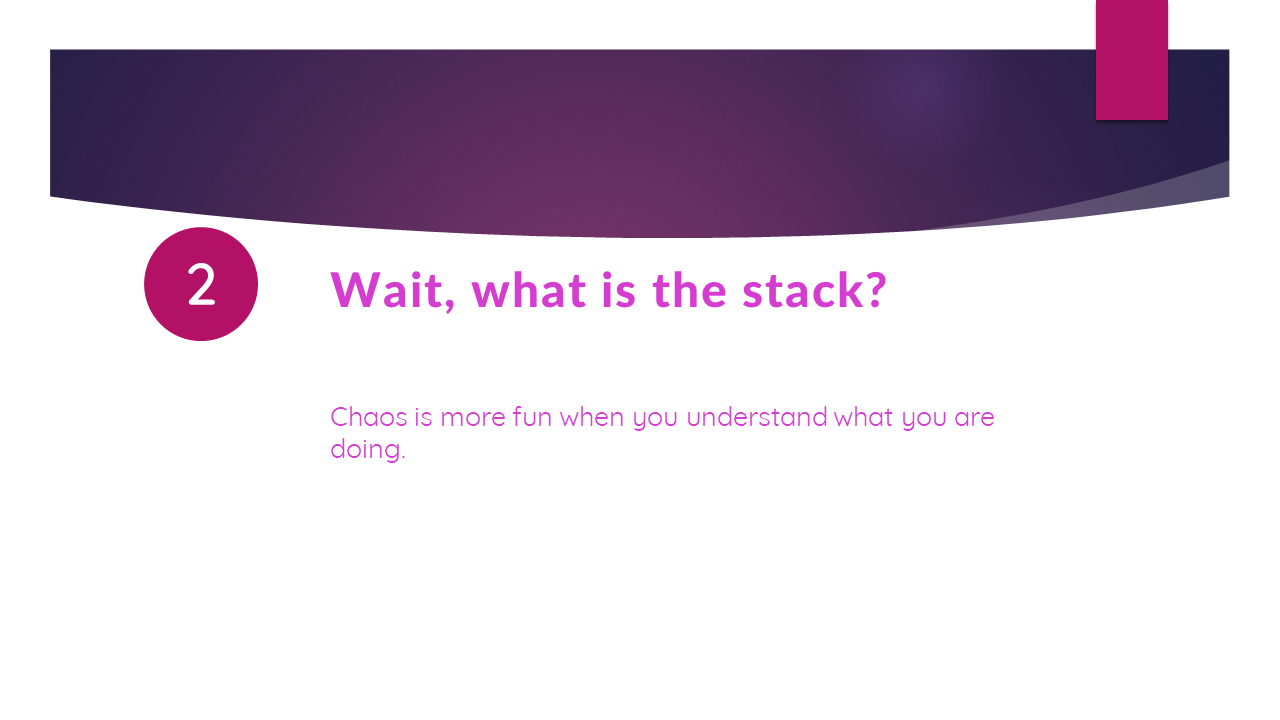 2
Wait, what is the stack?
Chaos is more fun when you understand what you are
doing.